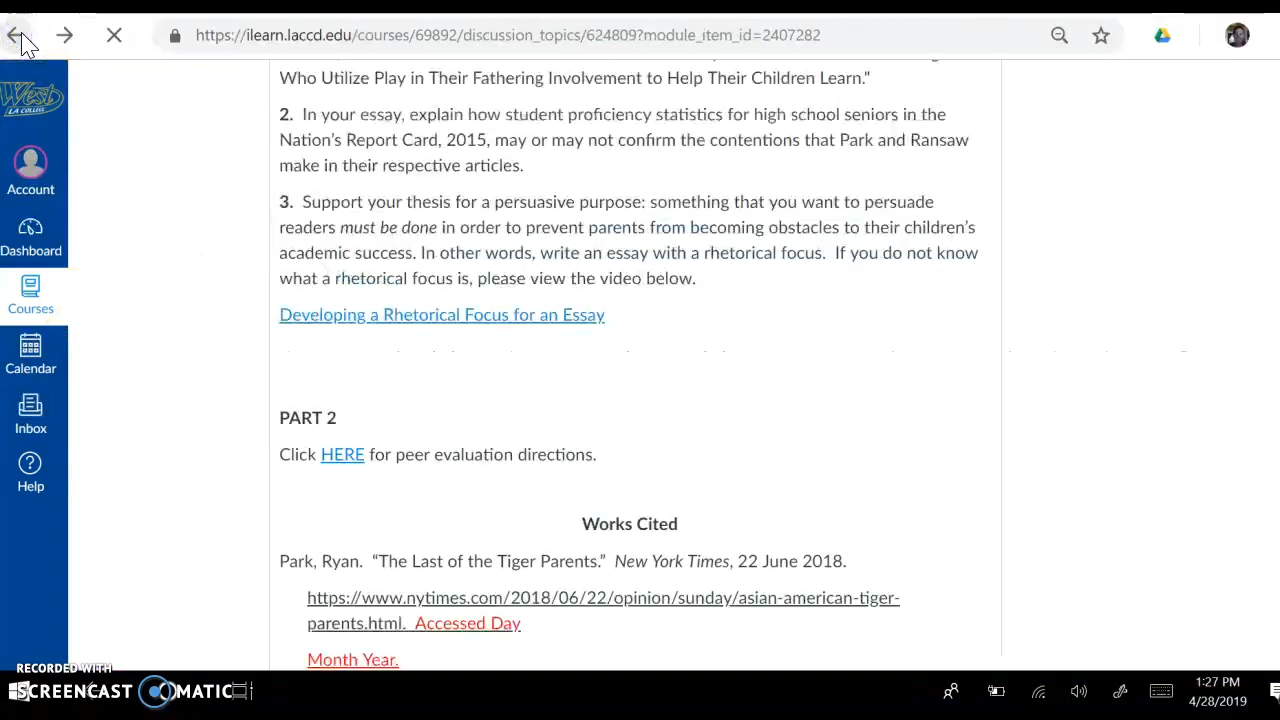 https://ilearn.laccd.edu/courses/69892/discussion_topics/624809?module_item_id=2407282
West
LA COLLEGE
Account
Dashboard
Courses
Calendar
Inbox
Help
Who Utilize Play in Their Fathering Involvement to Help Their Children Learn."
2. In your essay, explain how student proficiency statistics for high school seniors in the
Nation's Report Card, 2015, may or may not confirm the contentions that Park and Ransaw
make in their respective articles.
3. Support your thesis for a persuasive purpose: something that you want to persuade
readers must be done in order to prevent parents from becoming obstacles to their children's
academic success. In other words, write an essay with a rhetorical focus. If you do not know
what a rhetorical focus is, please view the video below.
Developing a Rhetorical Focus for an Essay
PART 2
Click HERE for peer evaluation directions.
Works Cited
Park, Ryan. “The Last of the Tiger Parents.” New York Times, 22 June 2018.
https://www.nytimes.com/2018/06/22/opinion/sunday/asian-american-tiger-
parents.html. Accessed Day
Month Year.
RECORDED WITH
SCREENCAST MATIC
1:27 PM
4/28/2019